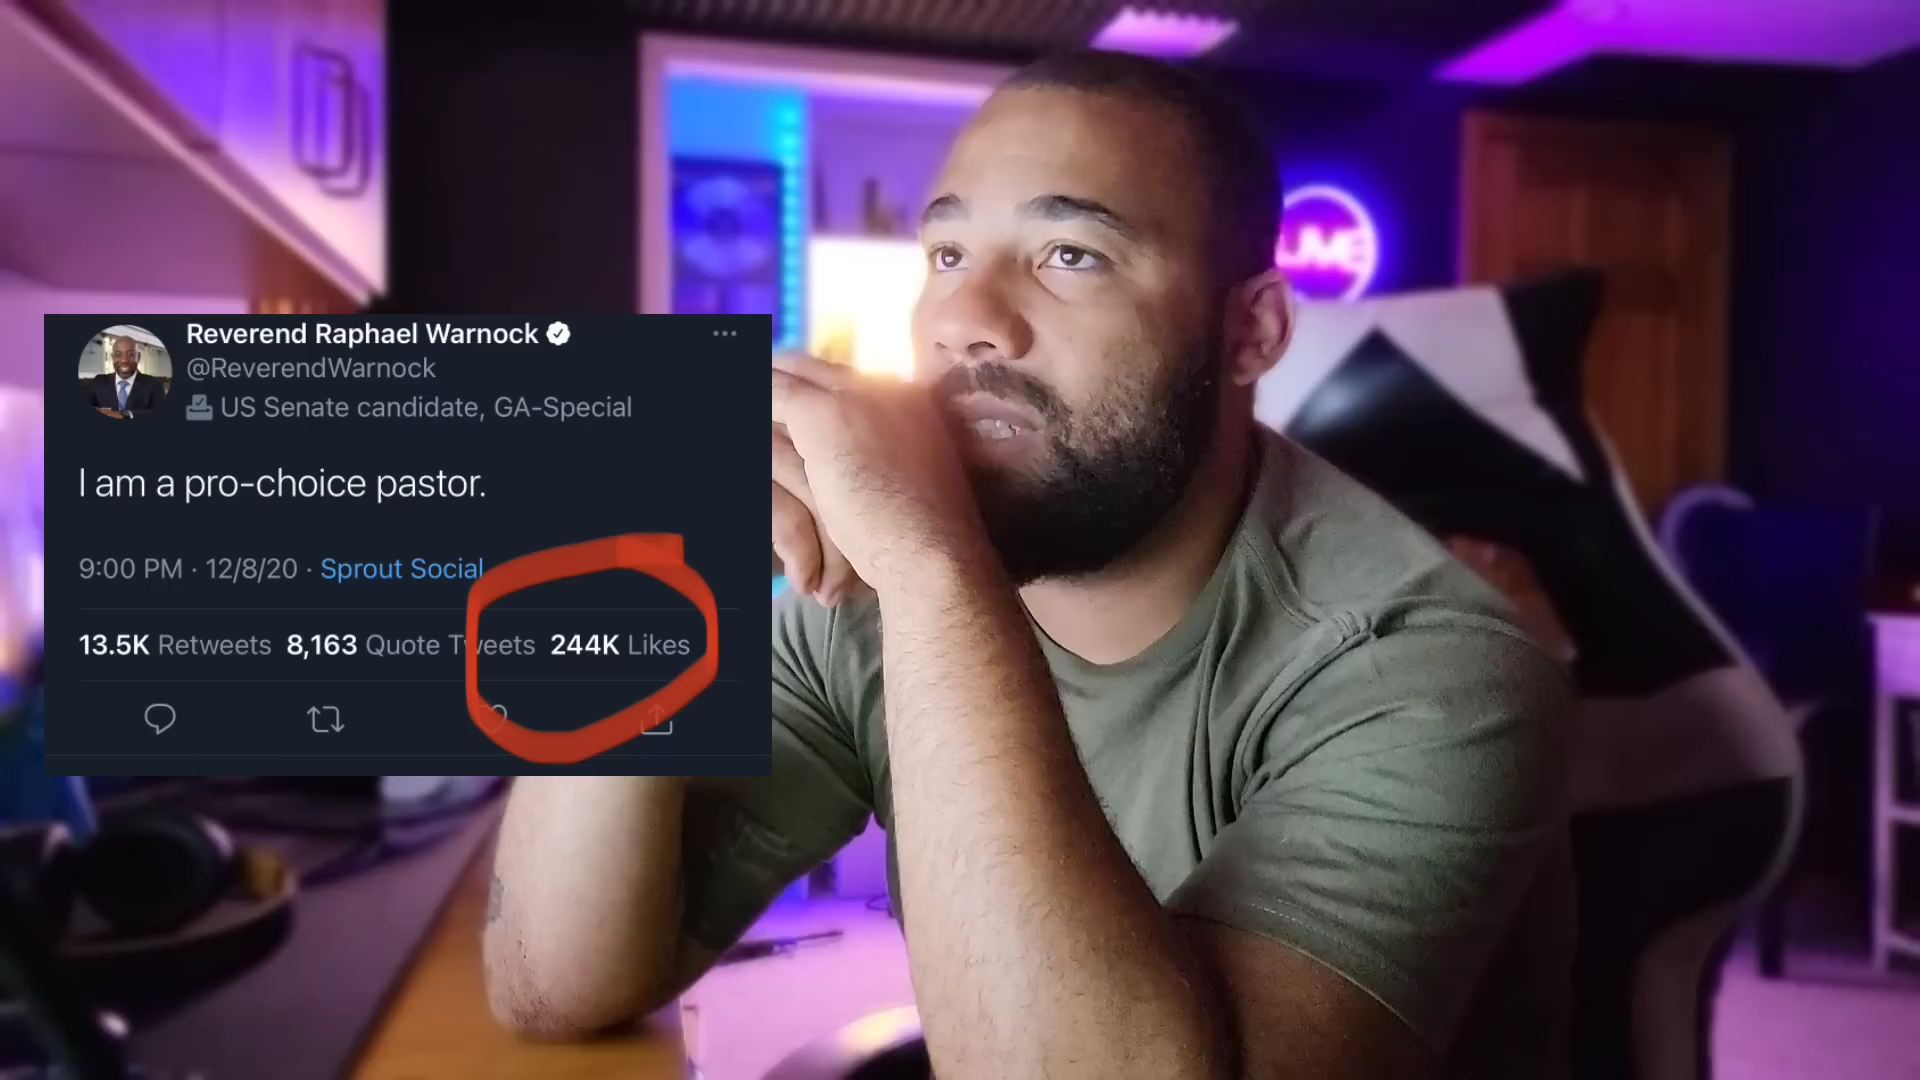 Reverend Raphael Warnock
@ReverendWarnock
US Senate candidate, GA-Special
I am a pro-choice pastor.
9:00 PM · 12/8/20 · Sprout Social
13.5K Retweets 8,163 Quote Tweets 244K Likes
LIVE